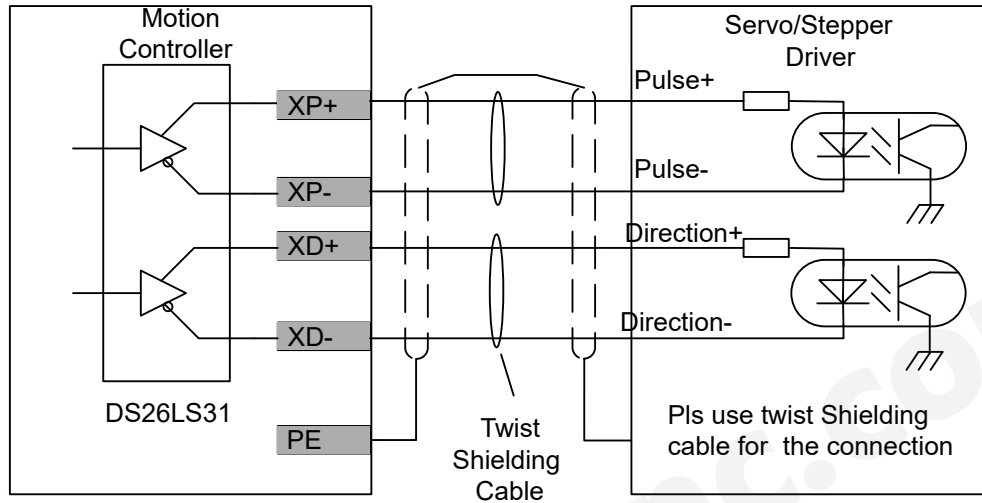 Motion
Controller
Servo/Stepper
Driver
XP+
Pulse+
XP-
Pulse-
XD+
Direction+
XD-
Direction-
DS26LS31
PE
Twist
Shielding
Cable
Pls use twist Shielding
cable for the connection